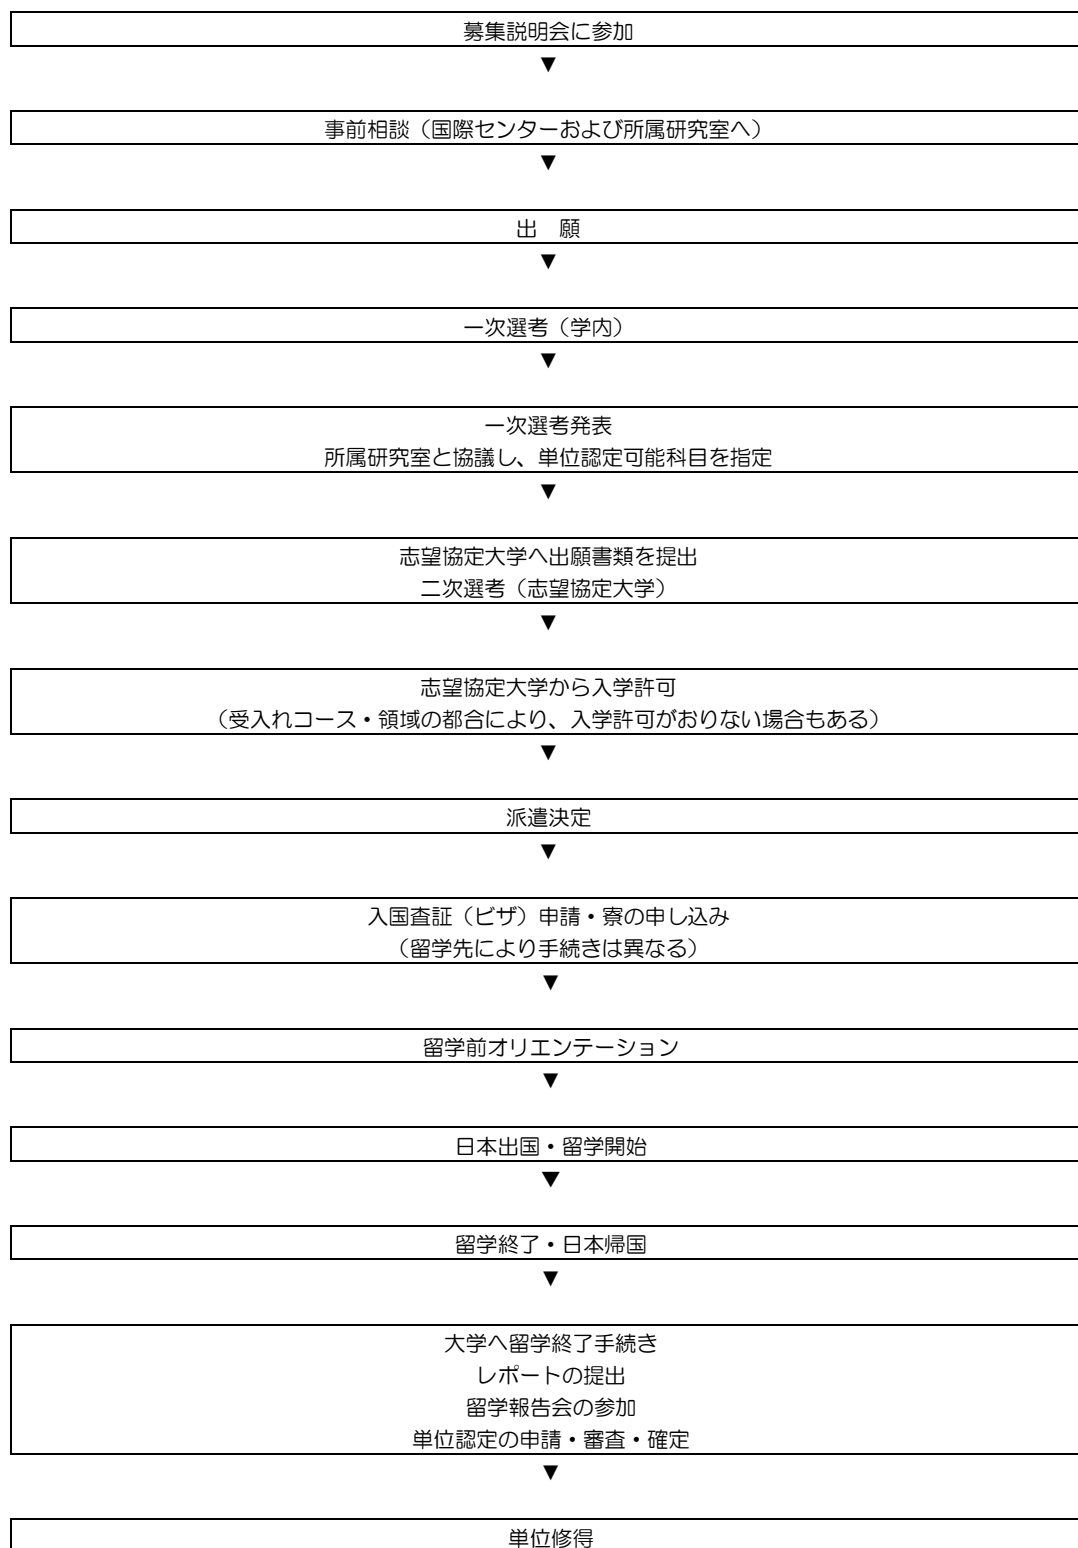 募集説明会に参加
▼
事前相談（国際センターおよび所属研究室へ）
▼
出　願
▼
一次選考（学内）
▼
一次選考発表
所属研究室と協議し、単位認定可能科目を指定
▼
志望協定大学へ出願書類を提出
二次選考（志望協定大学）
▼
志望協定大学から入学許可
（受入れコース・領域の都合により、入学許可がおりない場合もある）
▼
派遣決定
▼
入国査証（ビザ）申請・寮の申し込み
（留学先により手続きは異なる）
▼
留学前オリエンテーション
▼
日本出国・留学開始
▼
留学終了・日本帰国
▼
大学へ留学終了手続き
レポートの提出
留学報告会の参加
単位認定の申請・審査・確定
▼
単位修得